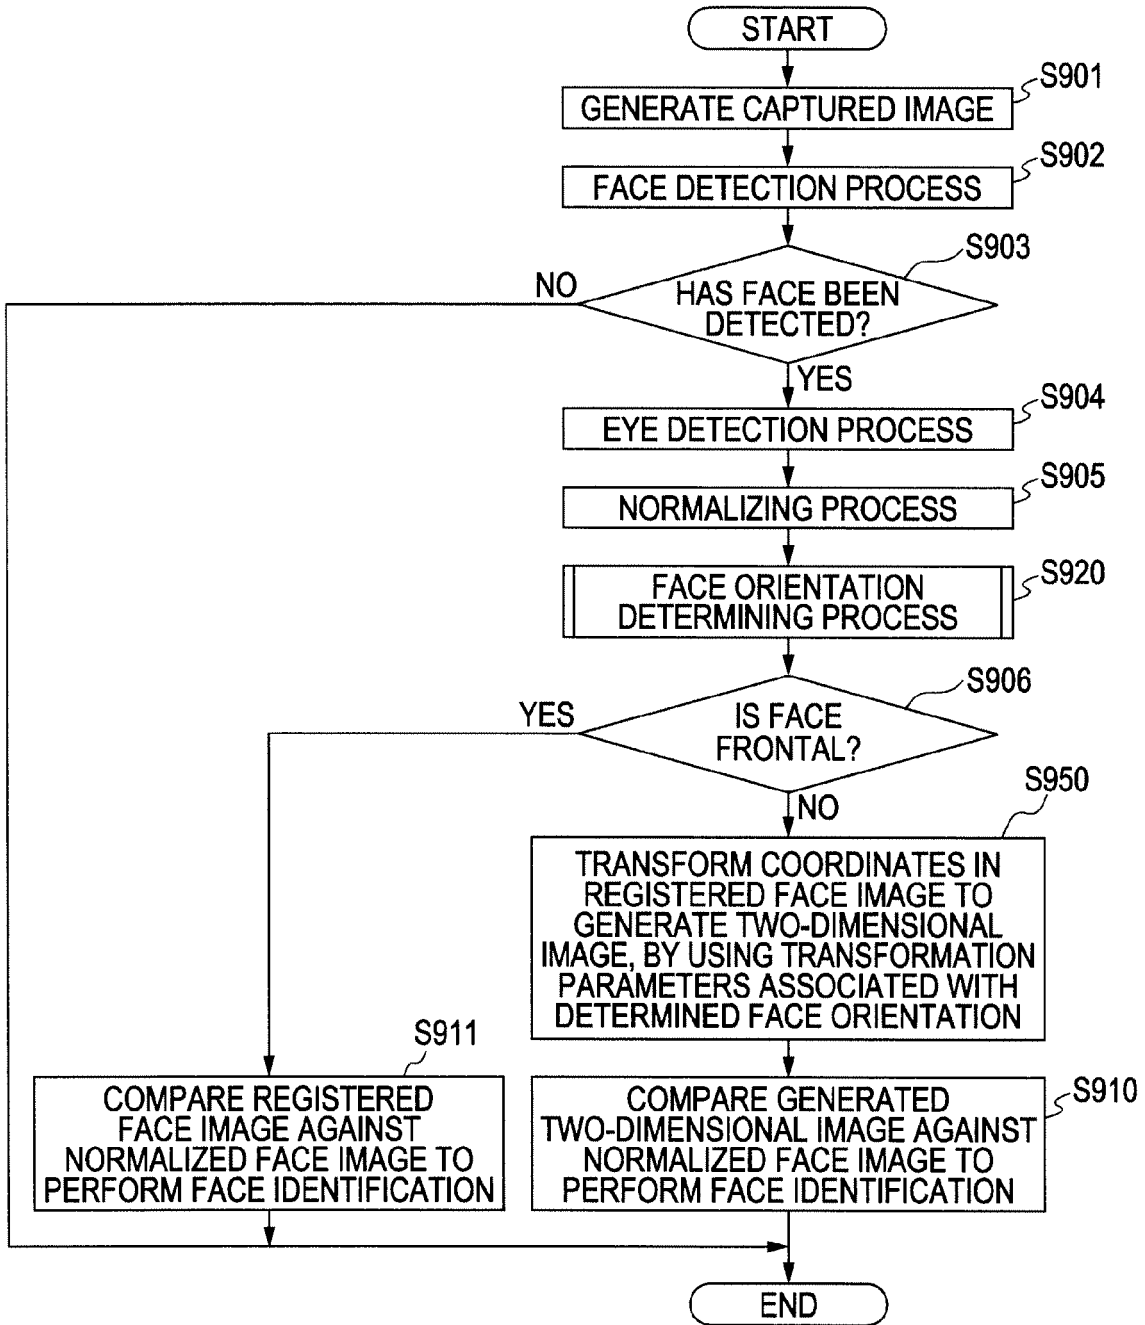 START
S901
GENERATE CAPTURED IMAGE
S902
FACE DETECTION PROCESS
S903
NO
HAS FACE BEEN
DETECTED?
YES
S904
EYE DETECTION PROCESS
S905
NORMALIZING PROCESS
S920
FACE ORIENTATION
DETERMINING PROCESS
S906
YES
IS FACE
FRONTAL?
NO
S950
TRANSFORM COORDINATES IN
REGISTERED FACE IMAGE TO
GENERATE TWO-DIMENSIONAL
IMAGE, BY USING TRANSFORMATION
PARAMETERS ASSOCIATED WITH
DETERMINED FACE ORIENTATION
S911
COMPARE REGISTERED
FACE IMAGE AGAINST
NORMALIZED FACE IMAGE TO
PERFORM FACE IDENTIFICATION
S910
COMPARE GENERATED
TWO-DIMENSIONAL IMAGE AGAINST
NORMALIZED FACE IMAGE TO
PERFORM FACE IDENTIFICATION
END